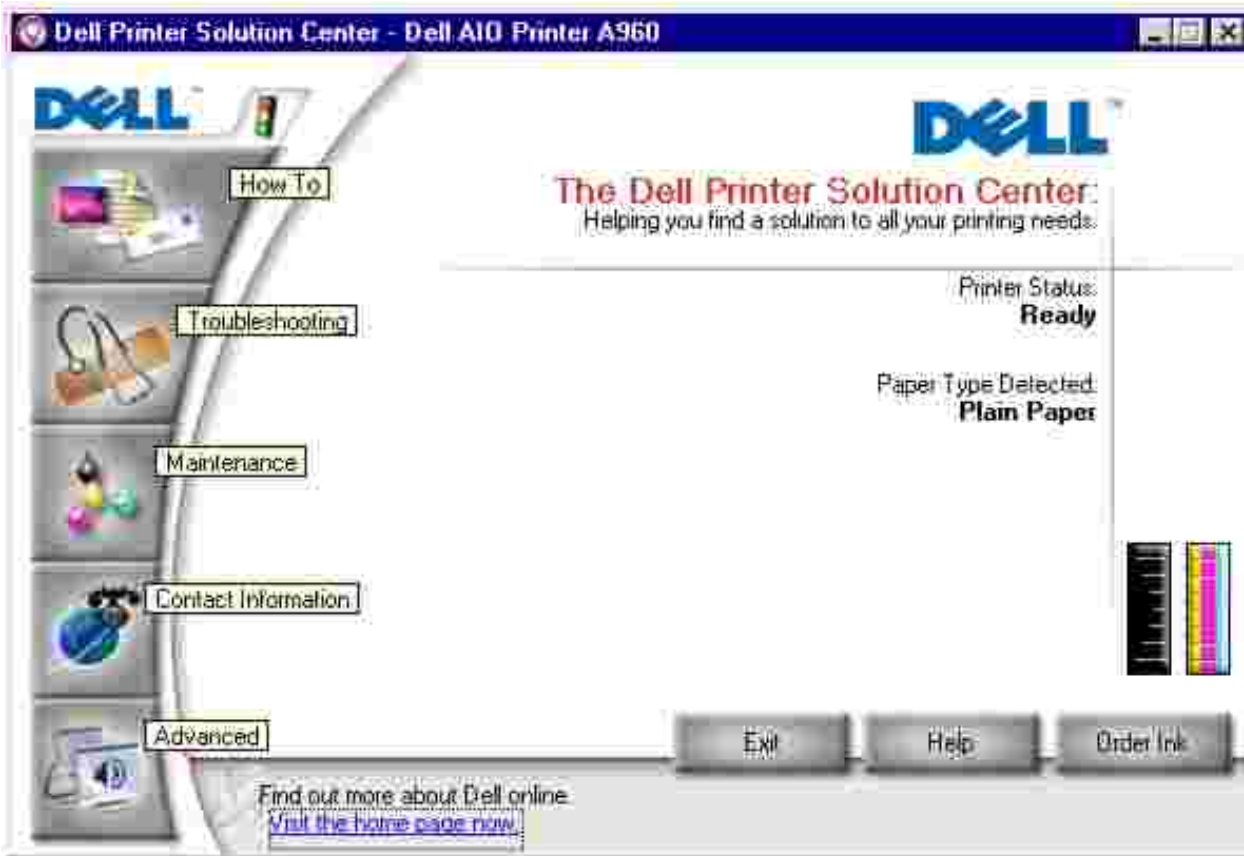 Dell Printer Solution Center - Dell AIO Printer A960
DELL
DELL
How To
The Dell Printer Solution Center:
Helping you find a solution to all your printing needs.
Printer Status:
Ready
Troubleshooting
Paper Type Detected:
Plain Paper
Maintenance
Contact Information
Advanced
Exit
Help
Order Ink
Find out more about Dell online.
Visit the home page now.